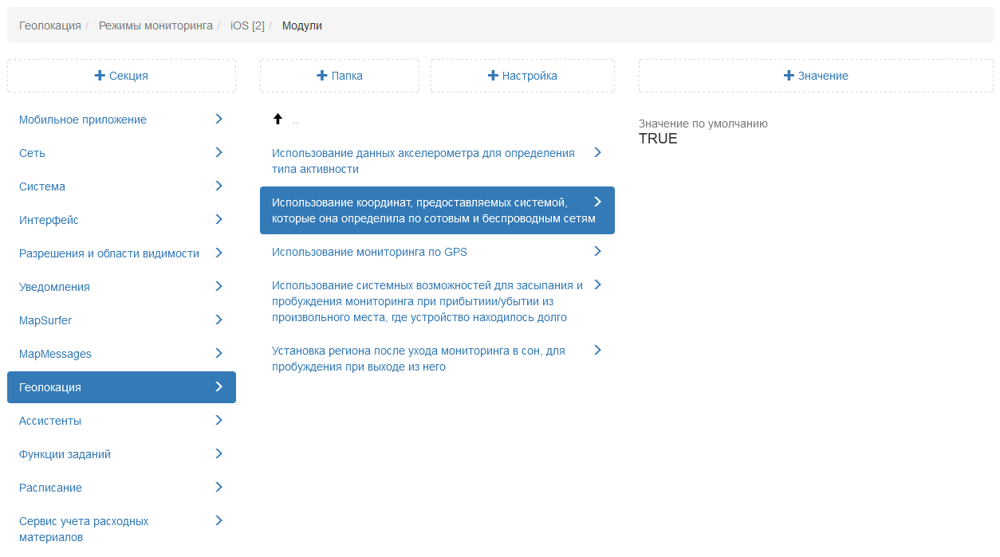 Геолокация / Режимы мониторинга / iOS [2] / Модули
Секция
Папка
Настройка
Значение
Мобильное приложение
Сеть
Система
Интерфейс
Разрешения и области видимости
Уведомления
MapSurfer
MapMessages
Геолокация
Ассистенты
Функции заданий
Расписание
Сервис учета расходных
материалов
..
Использование данных акселерометра для определения
типа активности
Использование координат, предоставляемых системой,
которые она определила по сотовым и беспроводным сетям
Использование мониторинга по GPS
Использование системных возможностей для засыпания и
пробуждения мониторинга при прибытиии/убытии из
произвольного места, где устройство находилось долго
Установка региона после ухода мониторинга в сон, для
пробуждения при выходе из него
Значение по умолчанию
TRUE